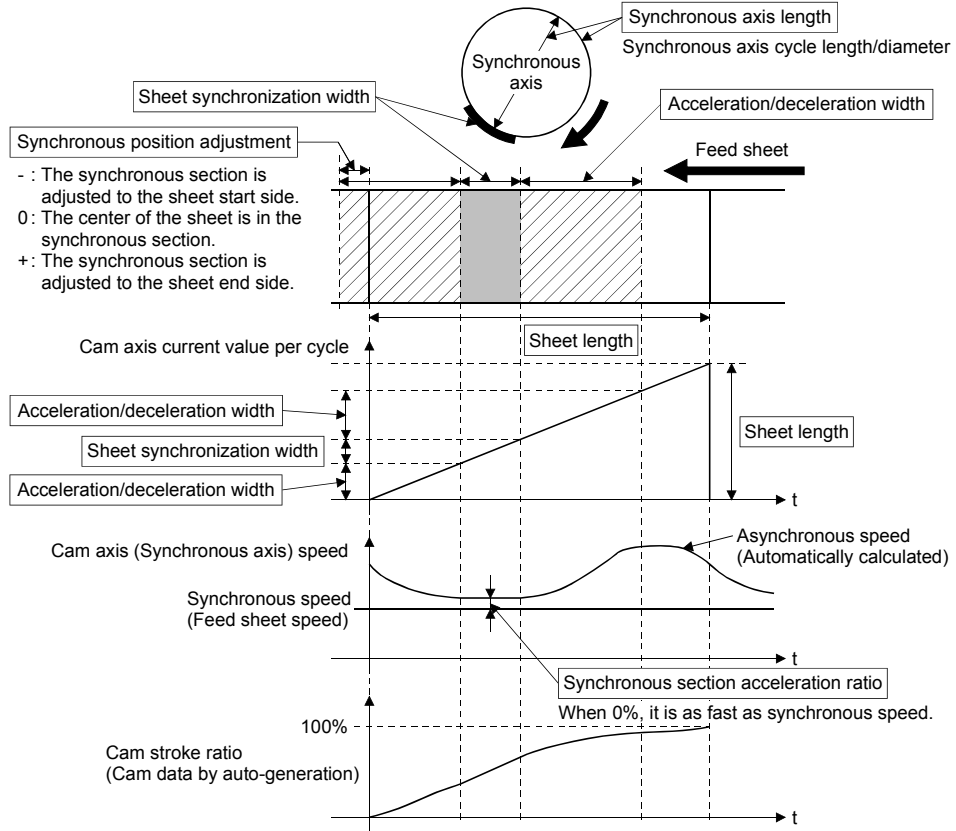 Synchronous axis length
Synchronous axis cycle length/diameter
Synchronous
axis
Sheet synchronization width
Acceleration/deceleration width
Synchronous position adjustment
Feed sheet
- : The synchronous section is
adjusted to the sheet start side.
0 : The center of the sheet is in the
synchronous section.
+ : The synchronous section is
adjusted to the sheet end side.
Sheet length
Cam axis current value per cycle
Acceleration/deceleration width
Sheet synchronization width
Acceleration/deceleration width
Sheet length
t
Cam axis (Synchronous axis) speed
Asynchronous speed
(Automatically calculated)
Synchronous speed
(Feed sheet speed)
t
Synchronous section acceleration ratio
When 0%, it is as fast as synchronous speed.
100%
Cam stroke ratio
(Cam data by auto-generation)
t